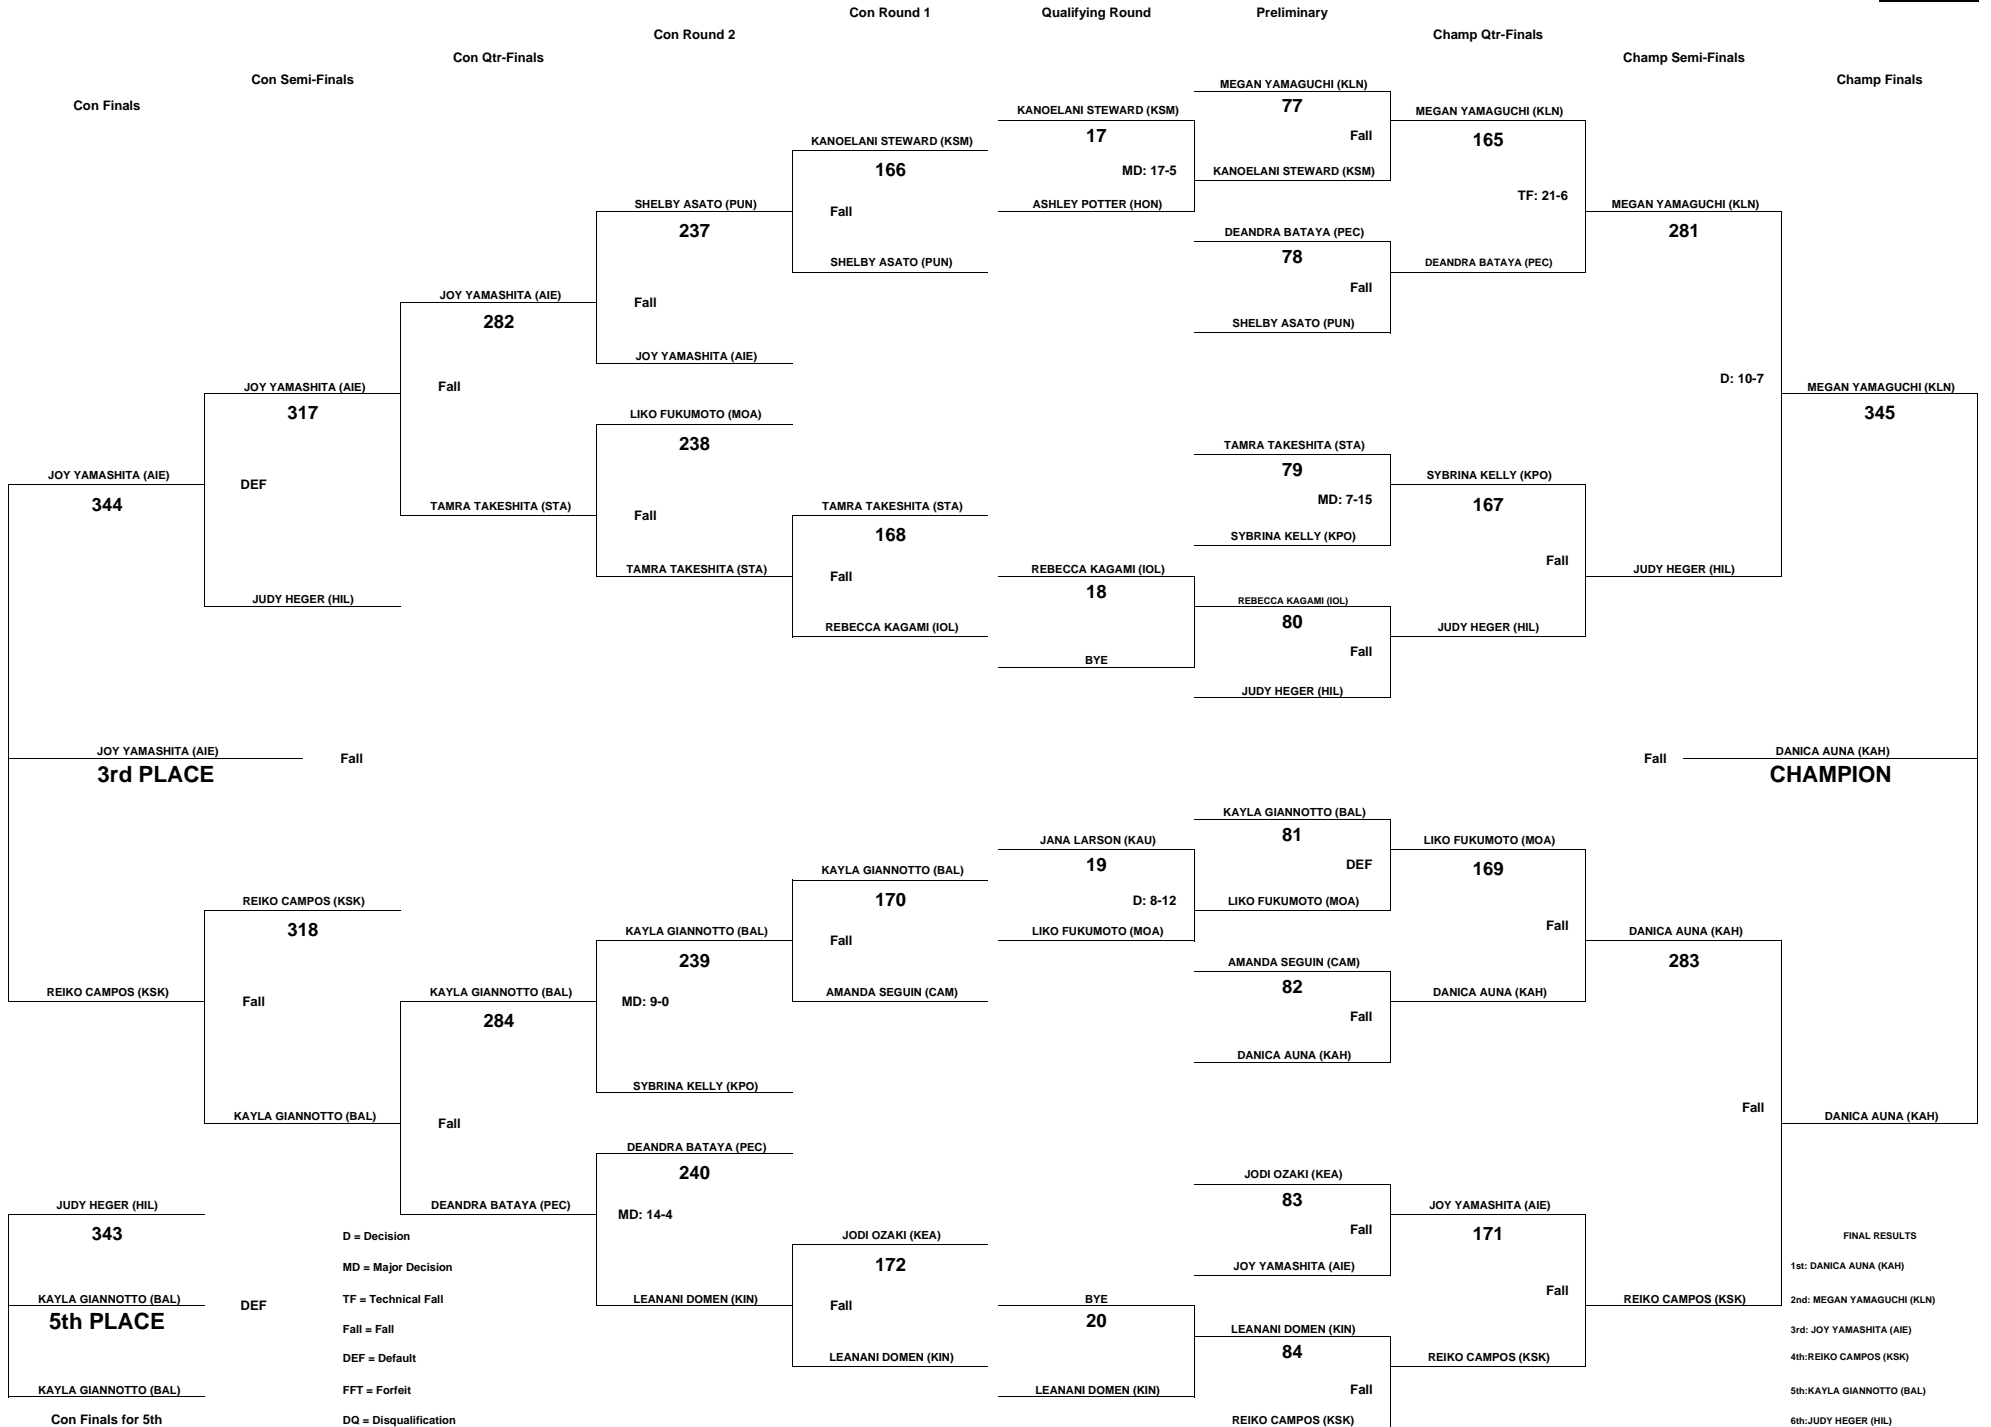 Con Round 1
Qualifying Round
Preliminary
Con Round 2
Champ Qtr-Finals
Con Qtr-Finals
Champ Semi-Finals
Con Semi-Finals
Champ Finals
Con Finals
MEGAN YAMAGUCHI (KLN)
77
Fall
KANOELANI STEWARD (KSM)
17
MD: 17-5
KANOELANI STEWARD (KSM)
ASHLEY POTTER (HON)
MEGAN YAMAGUCHI (KLN)
165
TF: 21-6
KANOELANI STEWARD (KSM)
166
Fall
SHELBY ASATO (PUN)
SHELBY ASATO (PUN)
237
Fall
JOY YAMASHITA (AIE)
DEANDRA BATAYA (PEC)
78
Fall
SHELBY ASATO (PUN)
DEANDRA BATAYA (PEC)
MEGAN YAMAGUCHI (KLN)
281
D: 10-7
JOY YAMASHITA (AIE)
282
Fall
TAMRA TAKESHITA (STA)
JOY YAMASHITA (AIE)
317
DEF
JUDY HEGER (HIL)
LIKO FUKUMOTO (MOA)
238
Fall
TAMRA TAKESHITA (STA)
MEGAN YAMAGUCHI (KLN)
345
TAMRA TAKESHITA (STA)
79
MD: 7-15
SYBRINA KELLY (KPO)
SYBRINA KELLY (KPO)
167
Fall
JUDY HEGER (HIL)
JOY YAMASHITA (AIE)
344
TAMRA TAKESHITA (STA)
168
Fall
REBECCA KAGAMI (IOL)
REBECCA KAGAMI (IOL)
18
BYE
REBECCA KAGAMI (IOL)
80
Fall
JUDY HEGER (HIL)
JUDY HEGER (HIL)
JOY YAMASHITA (AIE)
3rd PLACE
Fall
Fall
DANICA AUNA (KAH)
CHAMPION
KAYLA GIANNOTTO (BAL)
81
DEF
LIKO FUKUMOTO (MOA)
JANA LARSON (KAU)
19
D: 8-12
LIKO FUKUMOTO (MOA)
LIKO FUKUMOTO (MOA)
169
Fall
DANICA AUNA (KAH)
KAYLA GIANNOTTO (BAL)
170
Fall
AMANDA SEGUIN (CAM)
REIKO CAMPOS (KSK)
318
Fall
KAYLA GIANNOTTO (BAL)
KAYLA GIANNOTTO (BAL)
239
MD: 9-0
SYBRINA KELLY (KPO)
DANICA AUNA (KAH)
283
Fall
REIKO CAMPOS (KSK)
AMANDA SEGUIN (CAM)
82
Fall
DANICA AUNA (KAH)
REIKO CAMPOS (KSK)
KAYLA GIANNOTTO (BAL)
284
Fall
DEANDRA BATAYA (PEC)
DANICA AUNA (KAH)
DEANDRA BATAYA (PEC)
240
MD: 14-4
LEANANI DOMEN (KIN)
JODI OZAKI (KEA)
83
Fall
JOY YAMASHITA (AIE)
JOY YAMASHITA (AIE)
171
Fall
REIKO CAMPOS (KSK)
JUDY HEGER (HIL)
343
KAYLA GIANNOTTO (BAL)
5th PLACE
DEF
KAYLA GIANNOTTO (BAL)
Con Finals for 5th
D = Decision
MD = Major Decision
TF = Technical Fall
Fall = Fall
DEF = Default
FFT = Forfeit
DQ = Disqualification
JODI OZAKI (KEA)
172
Fall
LEANANI DOMEN (KIN)
BYE
20
LEANANI DOMEN (KIN)
LEANANI DOMEN (KIN)
84
Fall
REIKO CAMPOS (KSK)
FINAL RESULTS
1st: DANICA AUNA (KAH)
2nd: MEGAN YAMAGUCHI (KLN)
3rd: JOY YAMASHITA (AIE)
4th:REIKO CAMPOS (KSK)
5th:KAYLA GIANNOTTO (BAL)
6th:JUDY HEGER (HIL)